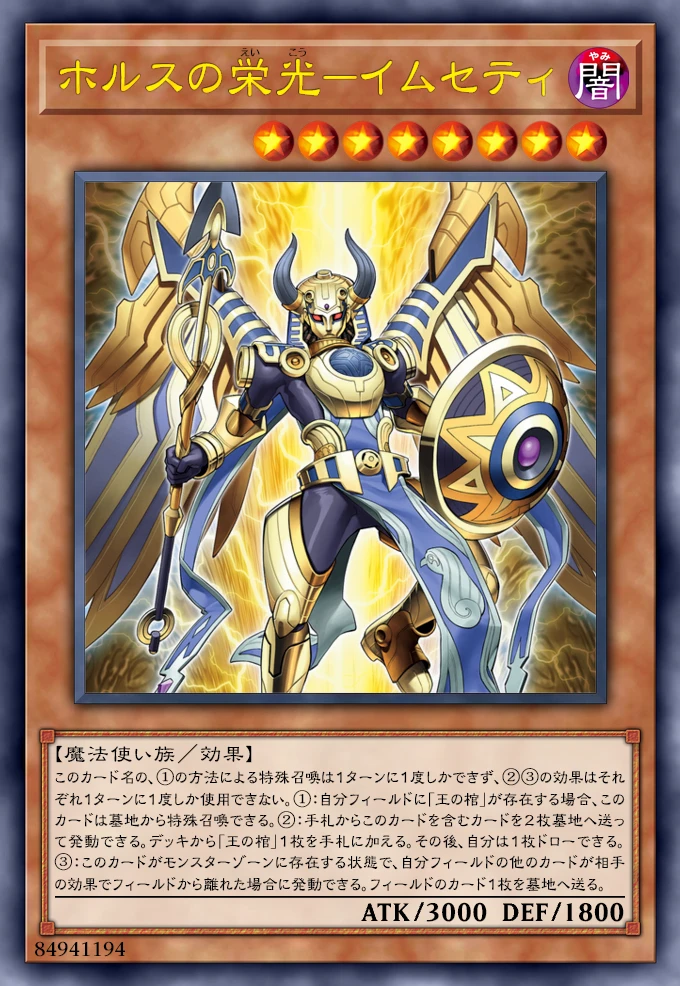 ホルスの栄光－イムセティ
えい こう
やみ
闇
【魔法使い族／効果】
このカード名の、①の方法による特殊召喚は１ターンに１度しかできず、②③の効果はそれ
ぞれ１ターンに１度しか使用できない。①：自分フィールドに「王の棺」が存在する場合、この
カードは墓地から特殊召喚できる。②：手札からこのカードを含むカードを２枚墓地へ送っ
て発動できる。デッキから「王の棺」１枚を手札に加える。その後、自分は１枚ドローできる。
③：このカードがモンスターゾーンに存在する状態で、自分フィールドの他のカードが相手
の効果でフィールドから離れた場合に発動できる。フィールドのカード１枚を墓地へ送る。
ATK/3000 DEF/1800
84941194